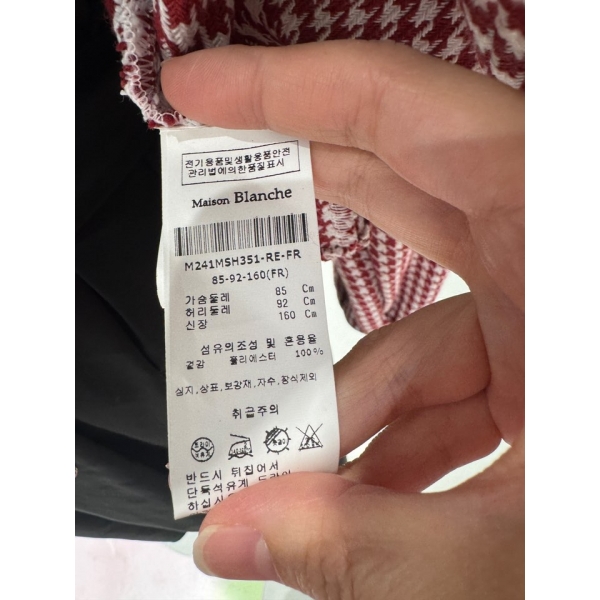 전기용품및생활용품안전
관리법에의한품질표시
Maison Blanche
M241MSH351-RE-FR
85-92-160(FR)
가슴둘레 85 Cm
허리둘레 92 Cm
신장 160 Cm
섬유의조성 및 혼용율
겉감 폴리에스터 100%
심지,상표,보강재,자수,장식제외
취급주의
반드시 뒤집어서
단독석유계 드라이
하십시